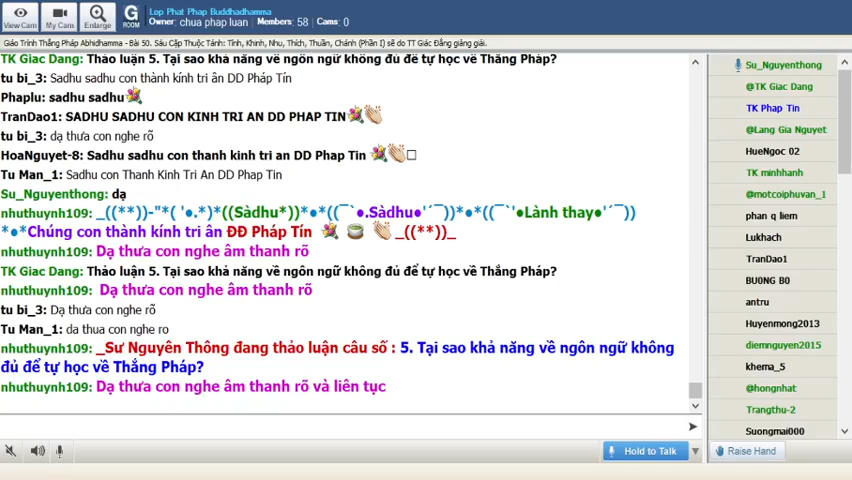 Lop Phat Phap Buddhadhamma
Owner: chua phap luan Members: 58 Cams: 0
View Cam My Cams Enlarge G ROOM
Giáo Trình Thắng Pháp Abhidhamma - Bài 50. Sáu Cặp Thuộc Tánh: Tĩnh, Khinh, Nhu, Thích, Thuần, Chánh (Phần I) sẽ do TT Giác Đẳng giảng giải.
TK Giac Dang: Thảo luận 5. Tại sao khả năng về ngôn ngữ không đủ để tự học về Thắng Pháp?
tu bi_3: Sadhu sadhu con thành kính tri ân DD Pháp Tín
Phaplu: sadhu sadhu
TranDao1: SADHU SADHU CON KINH TRI AN DD PHAP TIN
tu bi_3: dạ thưa con nghe rõ
HoaNguyet-8: Sadhu sadhu con thanh kinh tri an DD Phap Tin
Tu Man_1: Sadhu con Thanh Kinh Tri An DD Phap Tin
Su_Nguyenthong: dạ
nhuthuynh109: _((**))-"*( '●.*)*((Sàdhu*))*●*((¯`●.Sàdhu●'´¯))*●*((¯`'●Lành thay●'´¯))
*●*Chúng con thành kính tri ân ĐĐ Pháp Tín _((**))_
nhuthuynh109: Dạ thưa con nghe âm thanh rõ
TK Giac Dang: Thảo luận 5. Tại sao khả năng về ngôn ngữ không đủ để tự học về Thắng Pháp?
nhuthuynh109: Dạ thưa con nghe âm thanh rõ
tu bi_3: Dạ thưa con nghe rõ
Tu Man_1: da thua con nghe ro
nhuthuynh109: _Sư Nguyên Thông đang thảo luận câu số : 5. Tại sao khả năng về ngôn ngữ không
đủ để tự học về Thắng Pháp?
nhuthuynh109: Dạ thưa con nghe âm thanh rõ và liên tục
Hold to Talk
Su_Nguyenthong
@TK Giac Dang
TK Phap Tin
@Lang Gia Nguyet
HueNgoc 02
TK minhhanh
@motcoiphuvan_1
phan q liem
Lukhach
TranDao1
BU0NG B0
antru
Huyenmong2013
diemnguyen2015
khema_5
@hongnhat
Trangthu-2
Suongmai000
Raise Hand